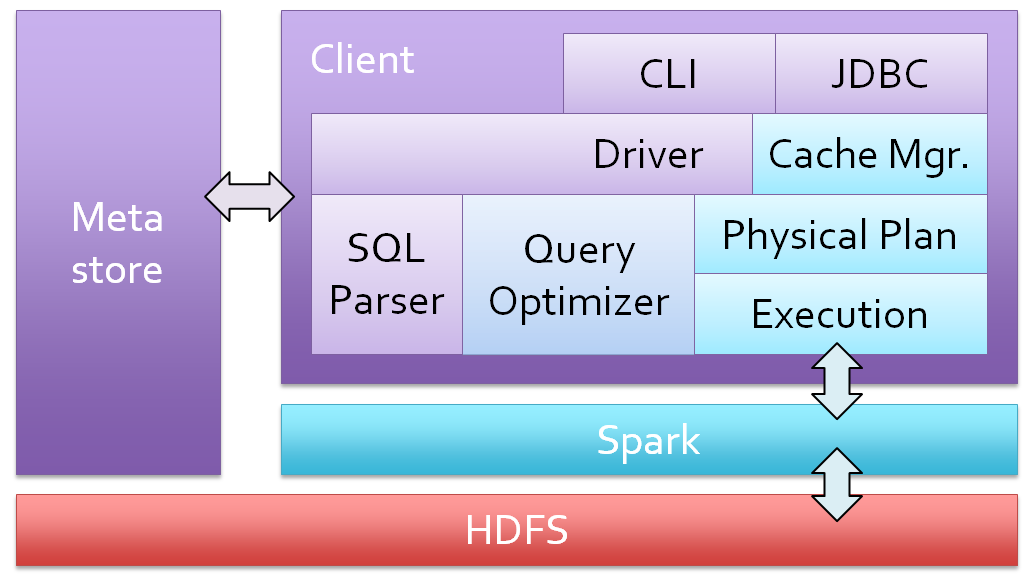 Client
CLI
JDBC
Driver
Cache Mgr.
Meta
store
SQL
Parser
Query
Optimizer
Physical Plan
Execution
Spark
HDFS